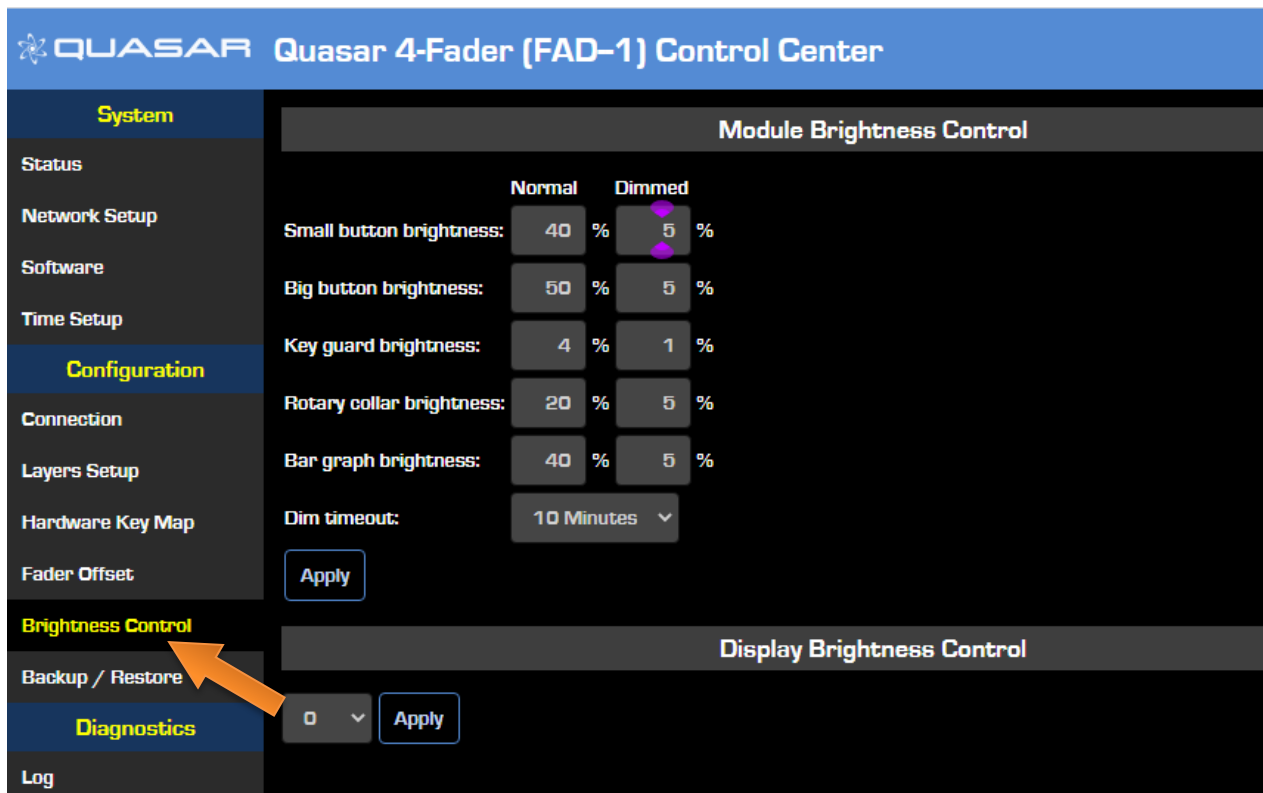 QUASAR Quasar 4-Fader (FAD–1) Control Center
System
Status
Network Setup
Software
Time Setup
Configuration
Connection
Layers Setup
Hardware Key Map
Fader Offset
Brightness Control
Backup / Restore
Diagnostics
Log
Module Brightness Control
Normal Dimmed
Small button brightness: 40 % 5 %
Big button brightness: 50 % 5 %
Key guard brightness: 4 % 1 %
Rotary collar brightness: 20 % 5 %
Bar graph brightness: 40 % 5 %
Dim timeout: 10 Minutes
Apply
Display Brightness Control
0 Apply